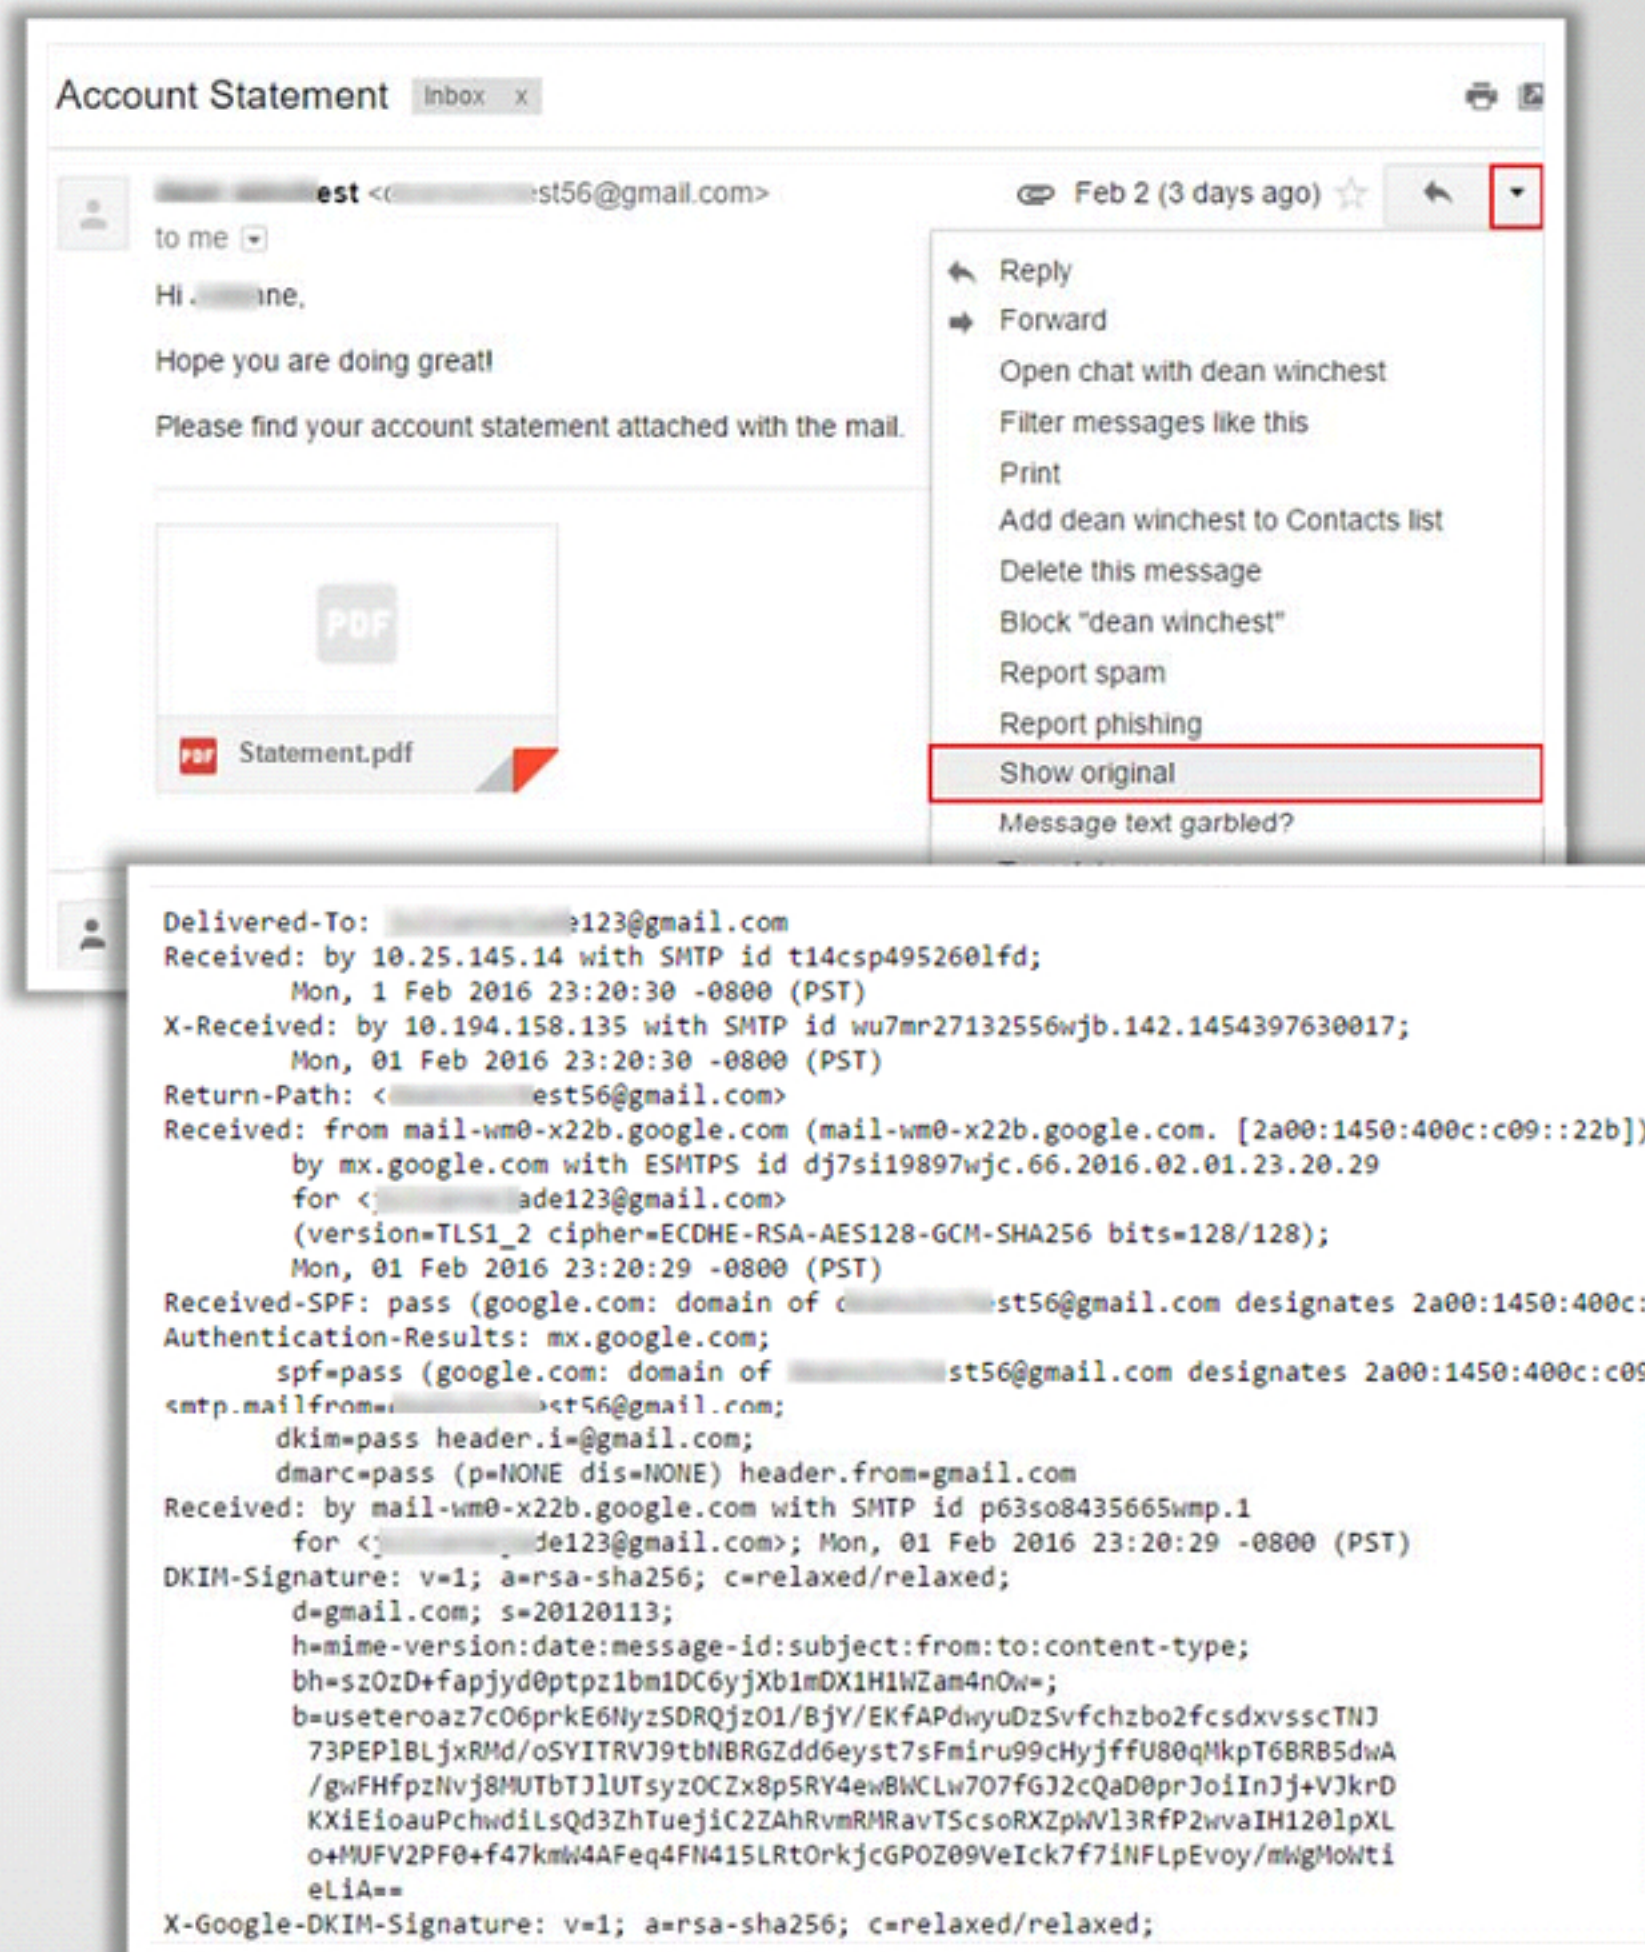 Account Statement Inbox x
est <c st56@gmail.com> Feb 2 (3 days ago)
to me
Hi ne,
Hope you are doing great!
Please find your account statement attached with the mail.
PDF
PDF Statement.pdf
Reply
Forward
Open chat with dean winchest
Filter messages like this
Print
Add dean winchest to Contacts list
Delete this message
Block "dean winchest"
Report spam
Report phishing
Show original
Message text garbled?
Delivered-To: e123@gmail.com
Received: by 10.25.145.14 with SMTP id t14csp495260lfd;
Mon, 1 Feb 2016 23:20:30 -0800 (PST)
X-Received: by 10.194.158.135 with SMTP id wu7mr27132556wjb.142.1454397630017;
Mon, 01 Feb 2016 23:20:30 -0800 (PST)
Return-Path: < est56@gmail.com>
Received: from mail-wm0-x22b.google.com (mail-wm0-x22b.google.com. [2a00:1450:400c:c09::22b])
by mx.google.com with ESMTPS id dj7si19897wjc.66.2016.02.01.23.20.29
for < ade123@gmail.com>
(version=TLS1_2 cipher=ECDHE-RSA-AES128-GCM-SHA256 bits=128/128);
Mon, 01 Feb 2016 23:20:29 -0800 (PST)
Received-SPF: pass (google.com: domain of st56@gmail.com designates 2a00:1450:400c:
Authentication-Results: mx.google.com;
spf=pass (google.com: domain of st56@gmail.com designates 2a00:1450:400c:c09
smtp.mailfrom= st56@gmail.com;
dkim=pass header.i=@gmail.com;
dmarc=pass (p=NONE dis=NONE) header.from=gmail.com
Received: by mail-wm0-x22b.google.com with SMTP id p63so8435665wmp.1
for < de123@gmail.com>; Mon, 01 Feb 2016 23:20:29 -0800 (PST)
DKIM-Signature: v=1; a=rsa-sha256; c=relaxed/relaxed;
d=gmail.com; s=20120113;
h=mime-version:date:message-id:subject:from:to:content-type;
bh=szOzD+fapjyd0ptpz1bm1DC6yjXb1mDX1H1WZam4nOw=;
b=useteroaz7cO6prkE6NyzSDRQjzO1/BjY/EKfAPdwyuDzSvfchzbo2fcsdxvsscTNJ
73PEPlBLjxRMd/oSYITRVJ9tbNBRGZdd6eyst7sFmiru99cHyjffU80qMkpT6BRB5dwA
/gwFHfpzNvj8MUTbTJlUTsyzOCZx8p5RY4ewBWCLw7O7fGJ2cQaD0prJoiInJj+VJkrD
KXiEioauPchwdiLsQd3ZhTuejiC2ZAhRvmRMRavTScsoRXZpWVl3RfP2wvaIH120lpXL
o+MUFV2PF0+f47kmW4AFeq4FN415LRtOrkjcGPOZ09VeIck7f7iNFLpEvoy/mWgMoWti
eLiA==
X-Google-DKIM-Signature: v=1; a=rsa-sha256; c=relaxed/relaxed;